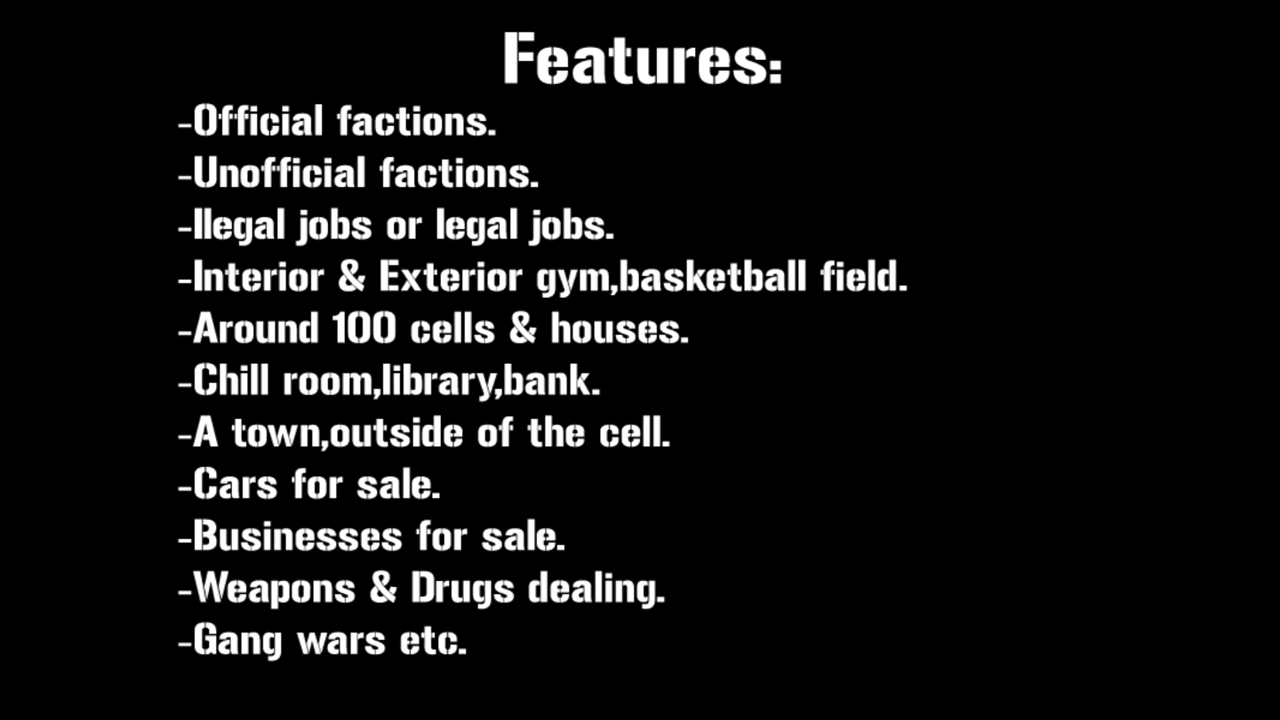 Features:
-Official factions.
-Unofficial factions.
-Ilegal jobs or legal jobs.
-Interior & Exterior gym,basketball field.
-Around 100 cells & houses.
-Chill room,library,bank.
-A town,outside of the cell.
-Cars for sale.
-Businesses for sale.
-Weapons & Drugs dealing.
-Gang wars etc.